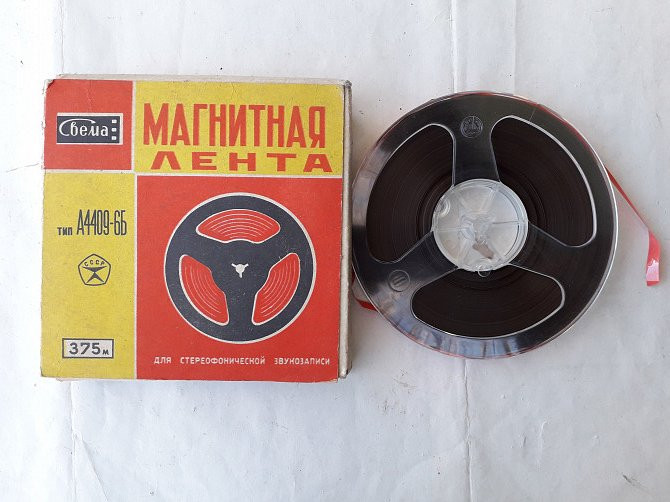 Свема
МАГНИТНАЯ
ЛЕНТА
тип А4409-6Б
СССР
375м
ДЛЯ СТЕРЕОФОНИЧЕСКОЙ ЗВУКОЗАПИСИ